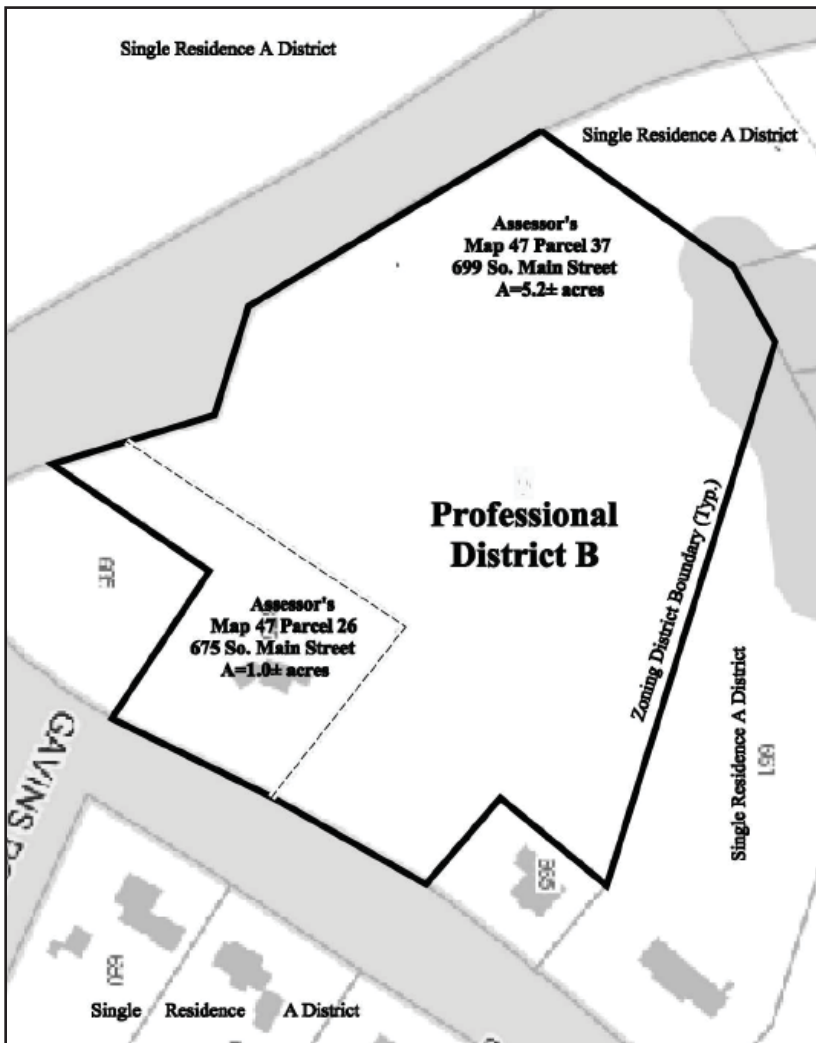 Single Residence A District
Single Residence A District
Assessor's
Map 47 Parcel 37
699 So. Main Street
A=5.2± acres
Professional
District B
Zoning District Boundary (Typ.)
Assessor's
Map 47 Parcel 26
675 So. Main Street
A=1.0± acres
Single Residence A District
GAVINS
Single Residence A District